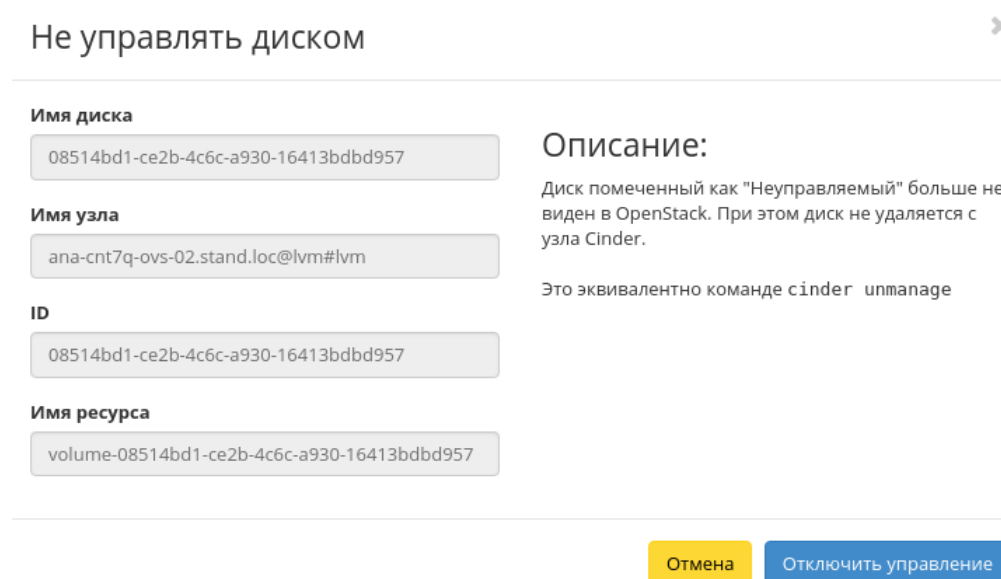 Не управлять диском
Имя диска
08514bd1-ce2b-4c6c-a930-16413bdbd957
Имя узла
ana-cnt7q-ovs-02.stand.loc@lvm#lvm
ID
08514bd1-ce2b-4c6c-a930-16413bdbd957
Имя ресурса
volume-08514bd1-ce2b-4c6c-a930-16413bdbd957
Описание:
Диск помеченный как "Неуправляемый" больше не
виден в OpenStack. При этом диск не удаляется с
узла Cinder.
Это эквивалентно команде cinder unmanage
Отмена
Отключить управление